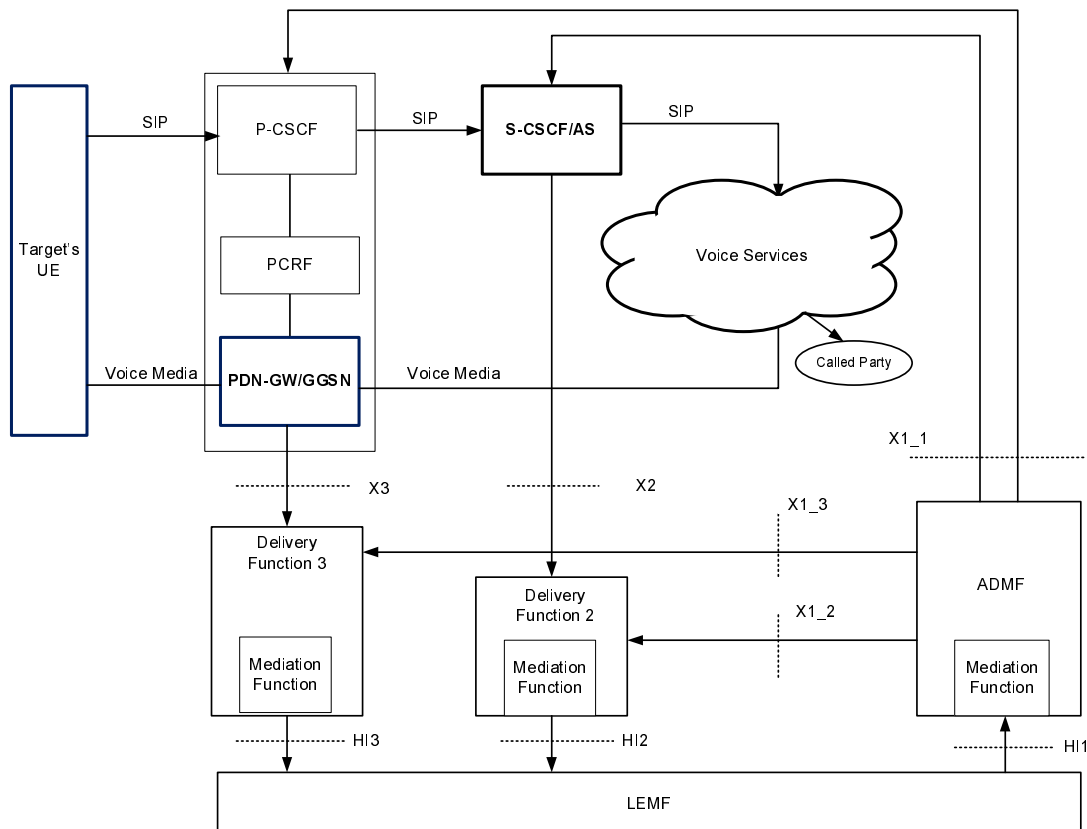 SIP
P-CSCF
SIP
S-CSCF/AS
SIP
Target's
UE
PCRF
Voice Services
Voice Media
PDN-GW/GGSN
Voice Media
Called Party
X1_1
X3
X2
X1_3
Delivery
Function 3
ADMF
Delivery
Function 2
X1_2
Mediation
Function
Mediation
Function
Mediation
Function
HI3
HI2
HI1
LEMF